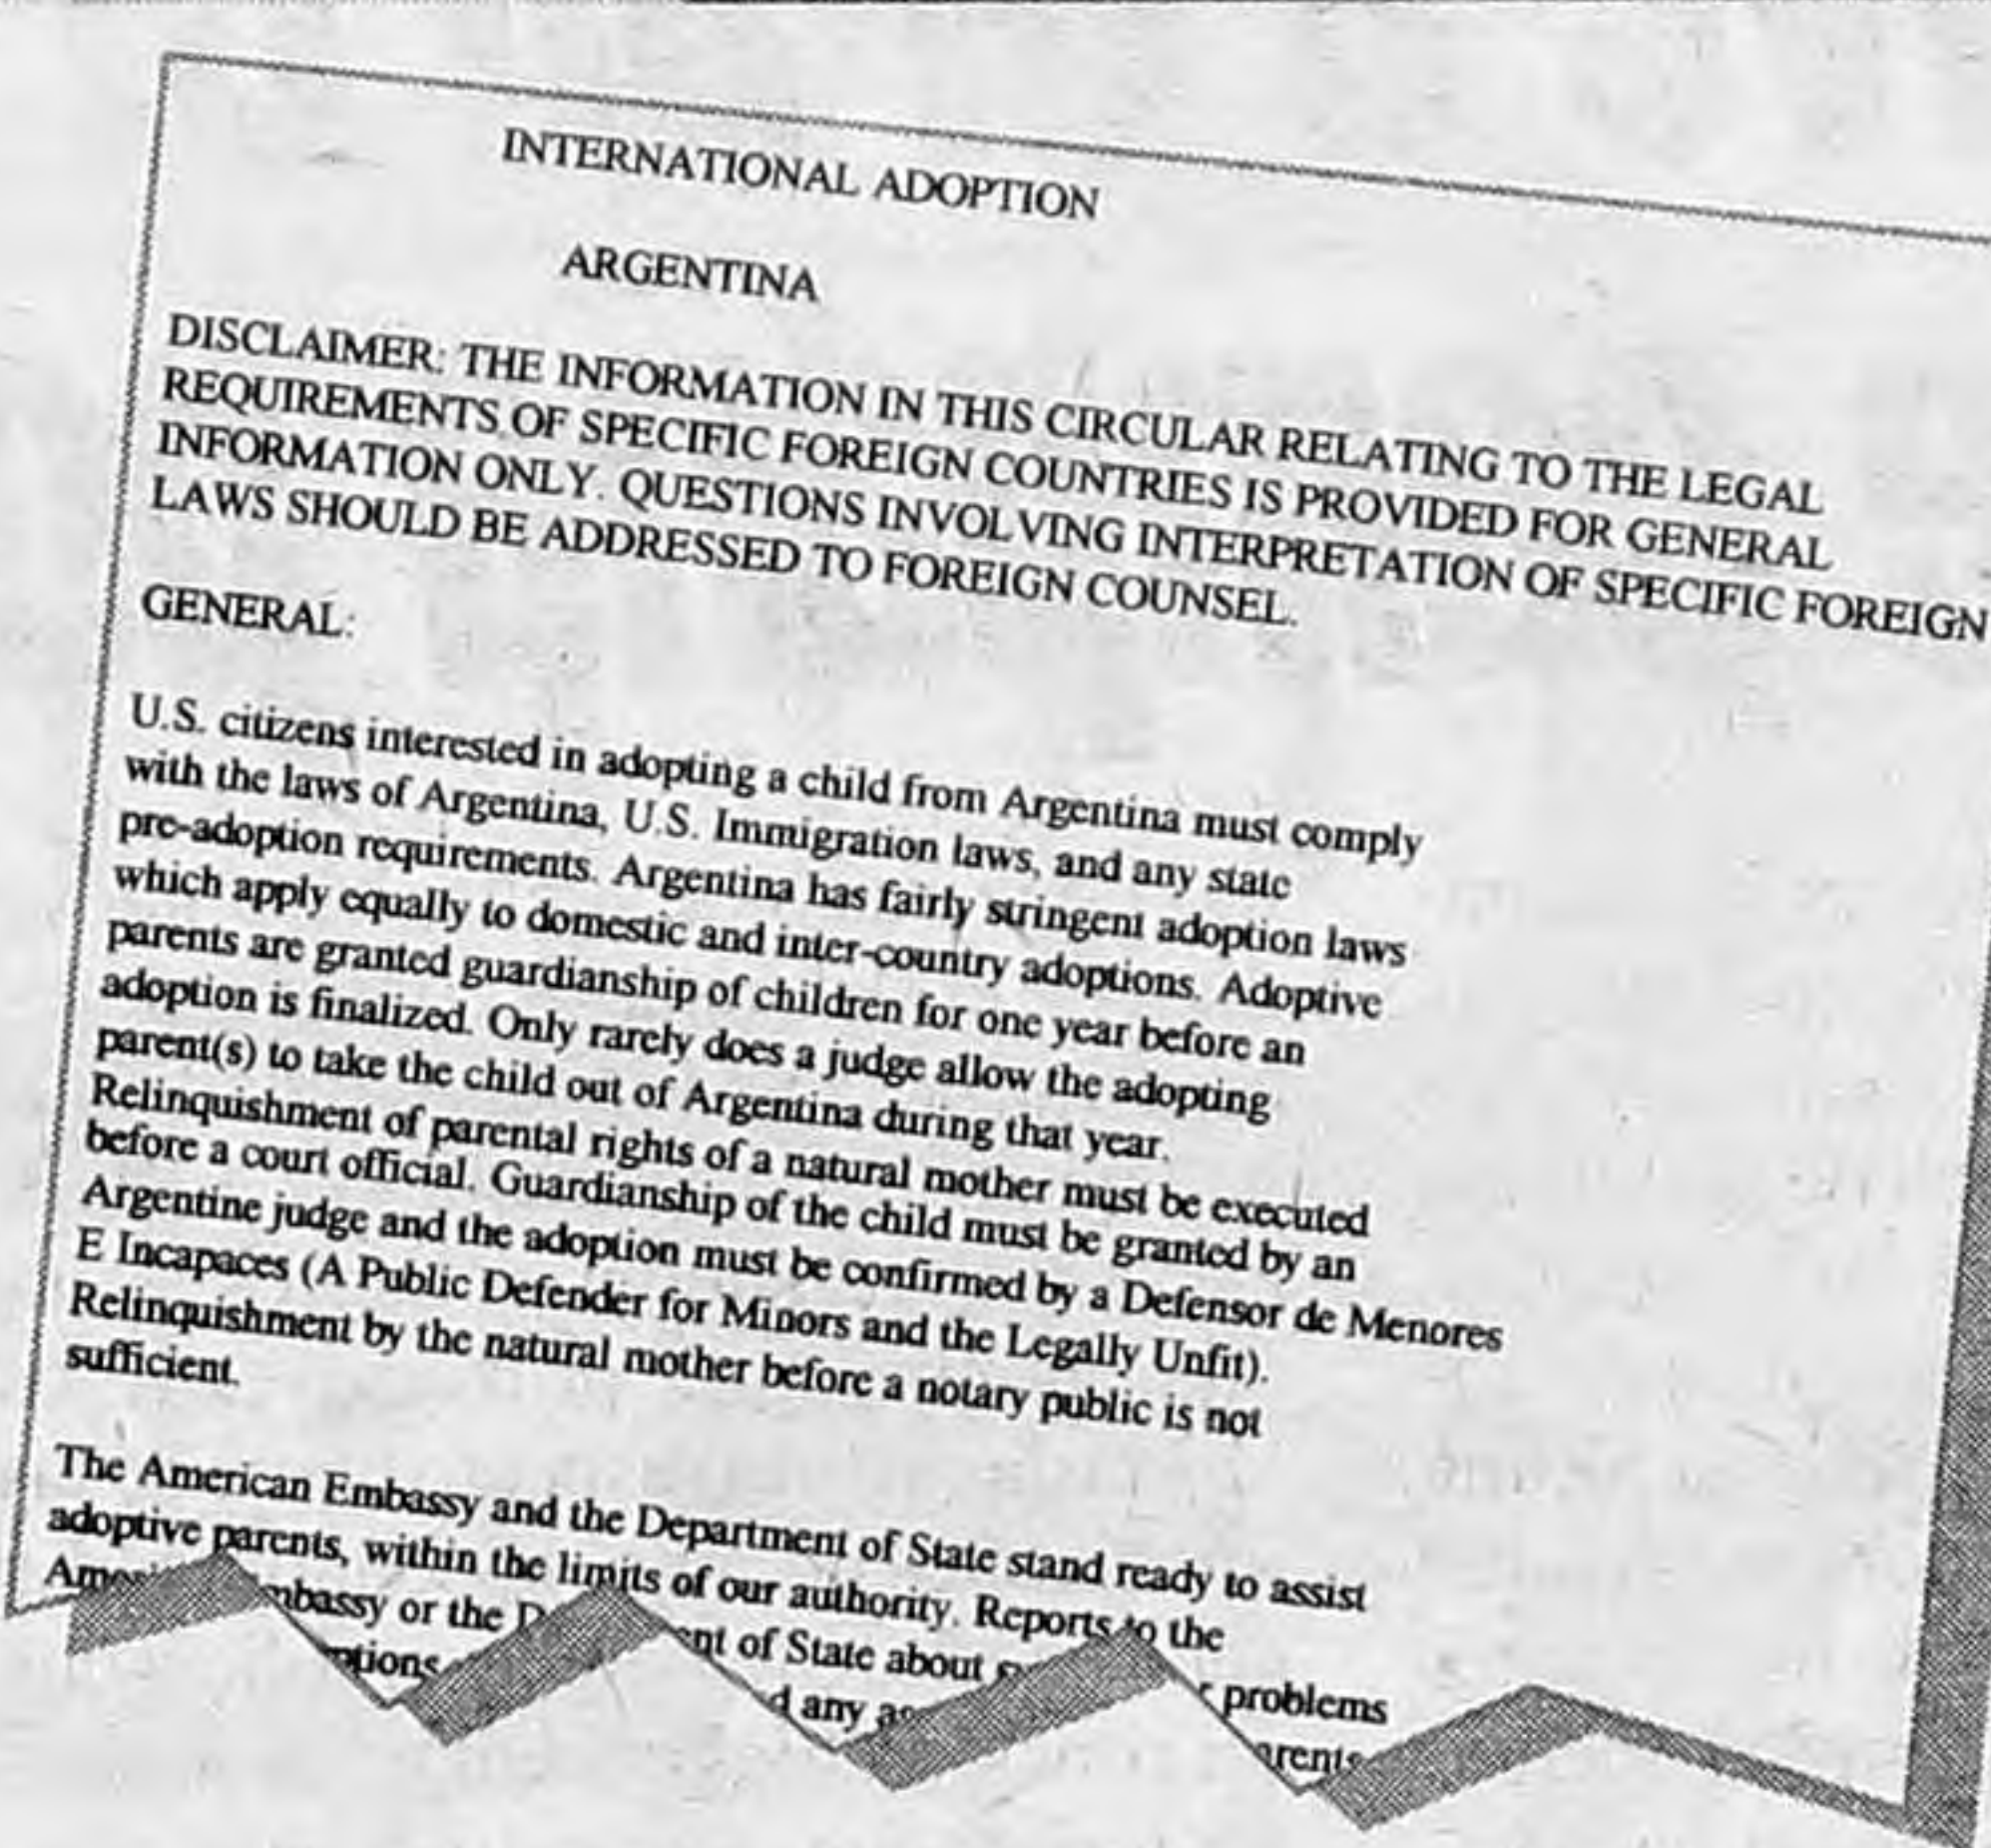 INTERNATIONAL ADOPTION
ARGENTINA
DISCLAIMER: THE INFORMATION IN THIS CIRCULAR RELATING TO THE LEGAL
REQUIREMENTS OF SPECIFIC FOREIGN COUNTRIES IS PROVIDED FOR GENERAL
INFORMATION ONLY. QUESTIONS INVOLVING INTERPRETATION OF SPECIFIC FOREIGN
LAWS SHOULD BE ADDRESSED TO FOREIGN COUNSEL.
GENERAL:
U.S. citizens interested in adopting a child from Argentina must comply
with the laws of Argentina, U.S. Immigration laws, and any state
pre-adoption requirements. Argentina has fairly stringent adoption laws
which apply equally to domestic and inter-country adoptions. Adoptive
parents are granted guardianship of children for one year before an
adoption is finalized. Only rarely does a judge allow the adopting
parent(s) to take the child out of Argentina during that year.
Relinquishment of parental rights of a natural mother must be executed
before a court official. Guardianship of the child must be granted by an
Argentine judge and the adoption must be confirmed by a Defensor de Menores
E Incapaces (A Public Defender for Minors and the Legally Unfit).
Relinquishment by the natural mother before a notary public is not
sufficient.
The American Embassy and the Department of State stand ready to assist
adoptive parents, within the limits of our authority. Reports to the
or the of State about problems
any